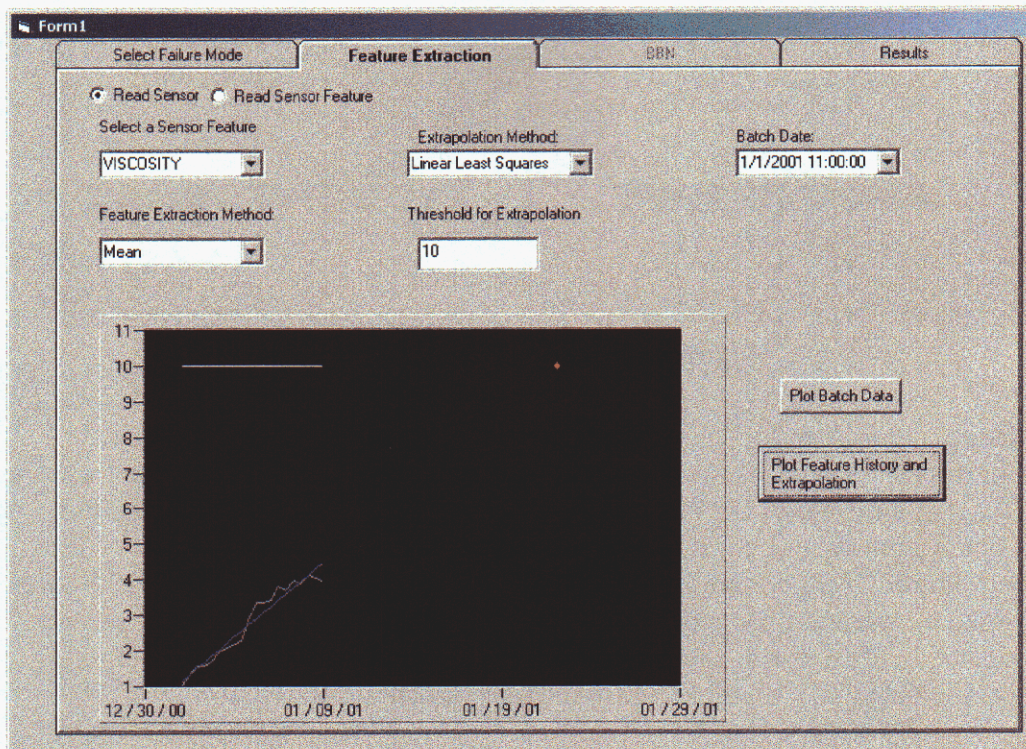 Form1
Select Failure Mode
Feature Extraction
BBN
Results
Read Sensor
Read Sensor Feature
Select a Sensor Feature
Extrapolation Method:
Batch Date:
VISCOSITY
Linear Least Squares
1/1/2001 11:00:00
Feature Extraction Method:
Threshold for Extrapolation
Mean
10
11
10
9
8
7
6
5
4
3
2
1
12 / 30 / 00
01 / 09 / 01
01 / 19 / 01
01 / 29 / 01
Plot Batch Data
Plot Feature History and
Extrapolation